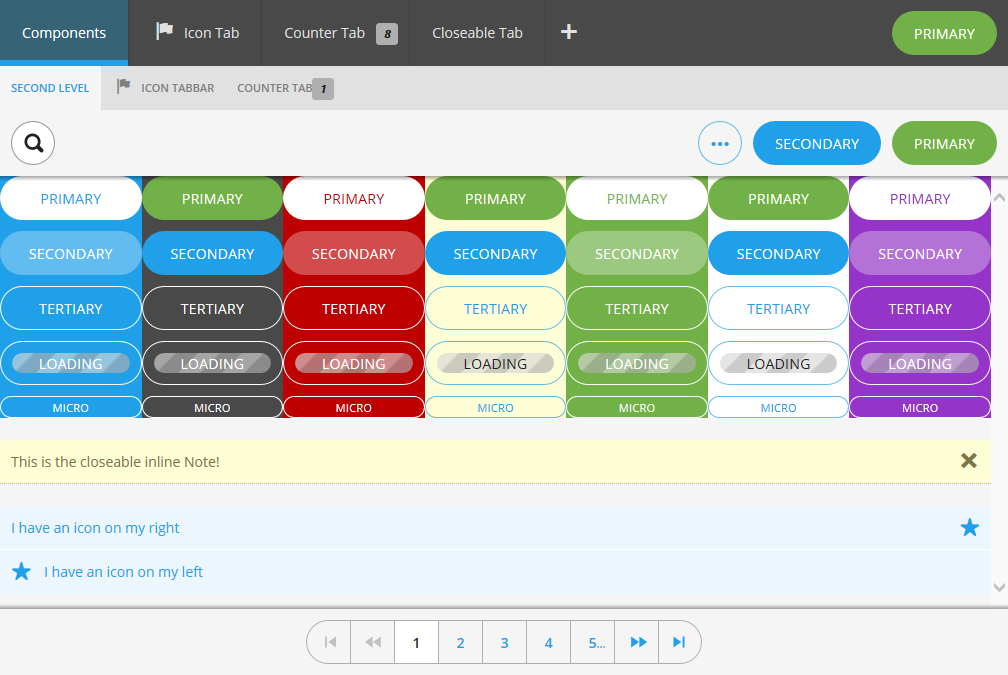 Components Icon Tab Counter Tab 8 Closeable Tab + PRIMARY
SECOND LEVEL ICON TABBAR COUNTER TAB 1
... SECONDARY PRIMARY
PRIMARY PRIMARY PRIMARY PRIMARY PRIMARY PRIMARY PRIMARY
SECONDARY SECONDARY SECONDARY SECONDARY SECONDARY SECONDARY SECONDARY
TERTIARY TERTIARY TERTIARY TERTIARY TERTIARY TERTIARY TERTIARY
LOADING LOADING LOADING LOADING LOADING LOADING LOADING
MICRO MICRO MICRO MICRO MICRO MICRO MICRO
This is the closeable inline Note!
I have an icon on my right
I have an icon on my left
1 2 3 4 5...